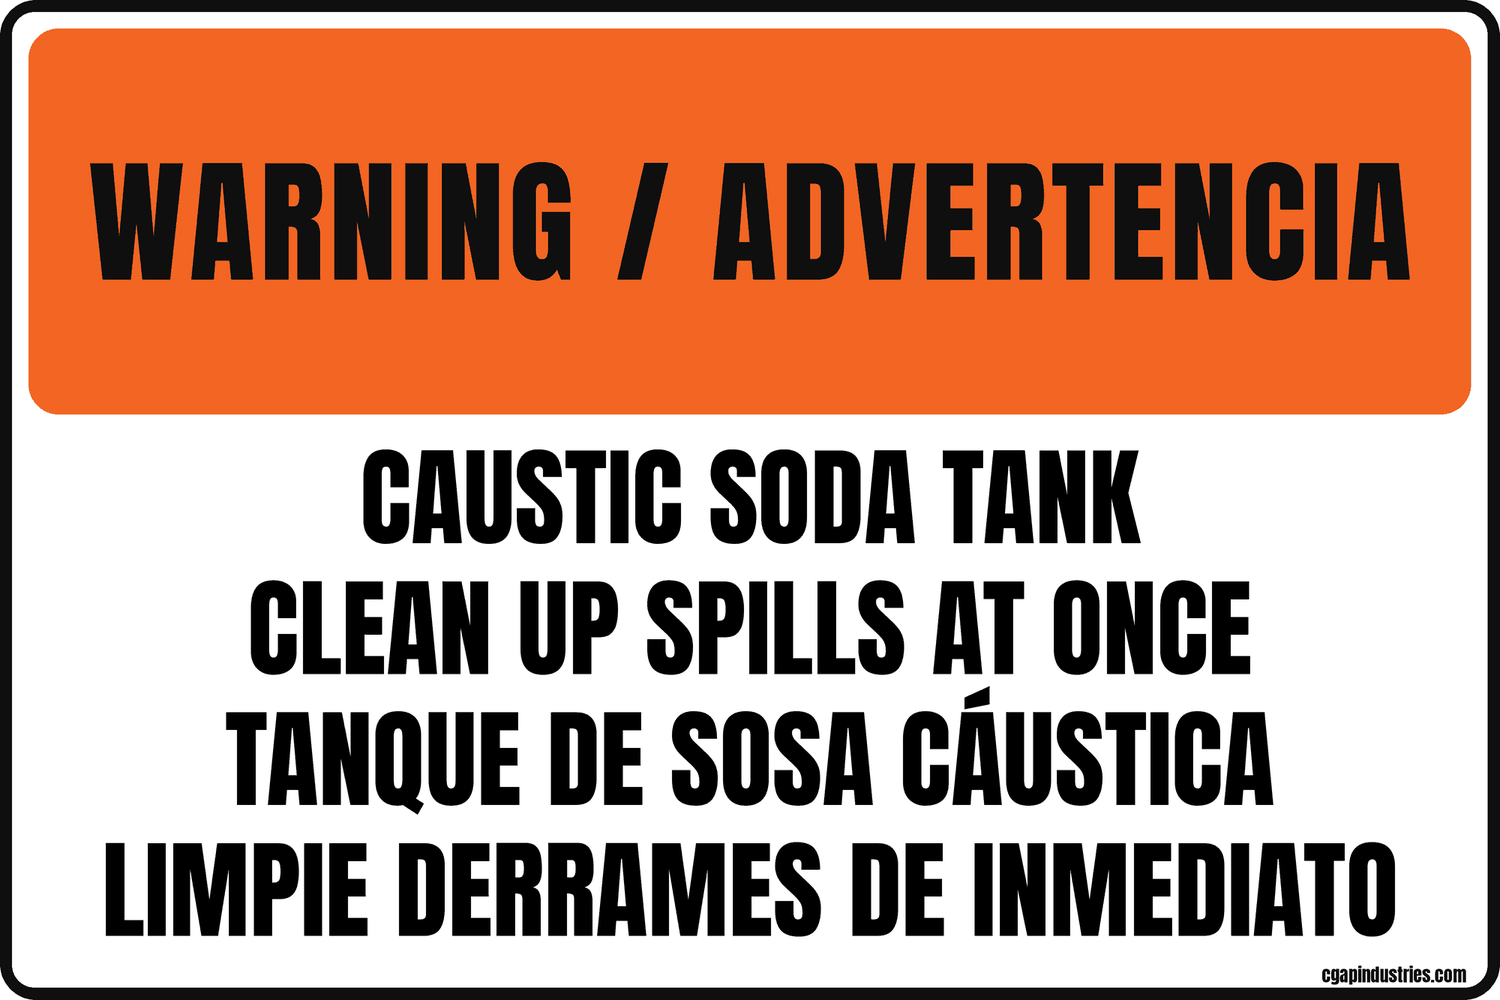 WARNING / ADVERTENCIA
CAUSTIC SODA TANK
CLEAN UP SPILLS AT ONCE
TANQUE DE SOSA CÁUSTICA
LIMPIE DERRAMES DE INMEDIATO
cgapindustries.com